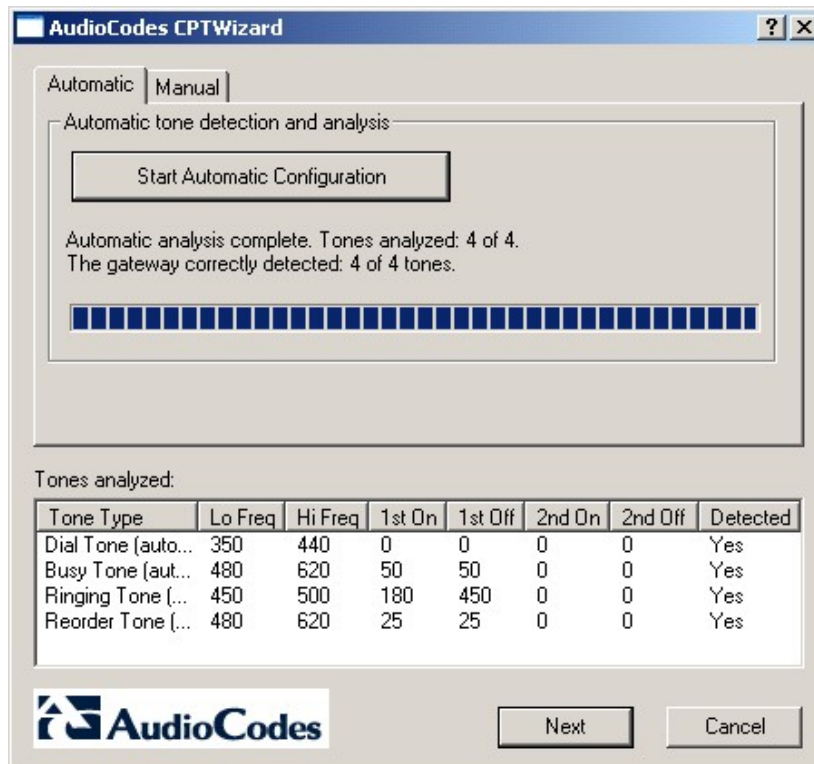 AudioCodes CPTWizard
Automatic
Manual
Automatic tone detection and analysis
Start Automatic Configuration
Automatic analysis complete. Tones analyzed: 4 of 4.
The gateway correctly detected: 4 of 4 tones.
Tones analyzed:
Tone Type Lo Freq Hi Freq 1st On 1st Off 2nd On 2nd Off Detected
Dial Tone (auto... 350 440 0 0 0 0 Yes
Busy Tone (aut... 480 620 50 50 0 0 Yes
Ringing Tone (... 450 500 180 450 0 0 Yes
Reorder Tone (... 480 620 25 25 0 0 Yes
AudioCodes
Next
Cancel